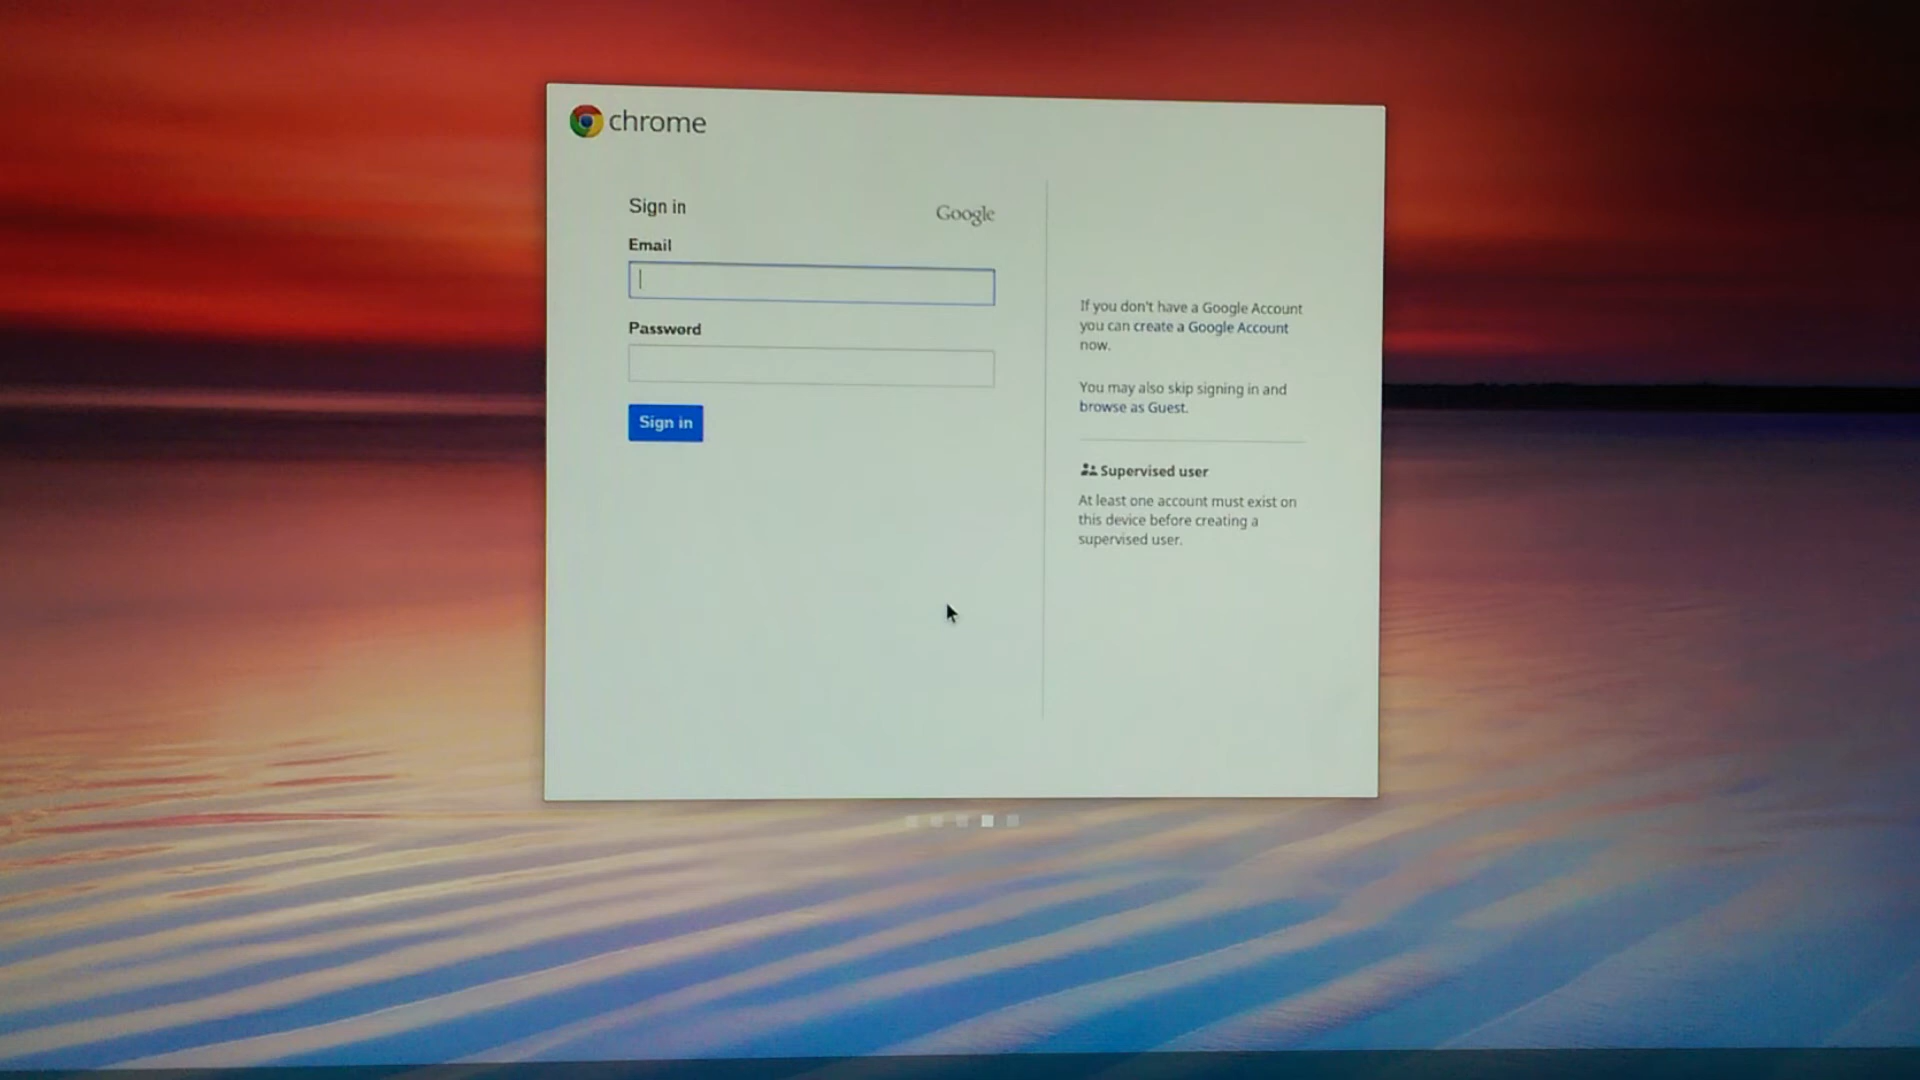 chrome
Sign in
Google
Email
Password
Sign in
If you don't have a Google Account
you can create a Google Account
now.
You may also skip signing in and
browse as Guest.
Supervised user
At least one account must exist on
this device before creating a
supervised user.